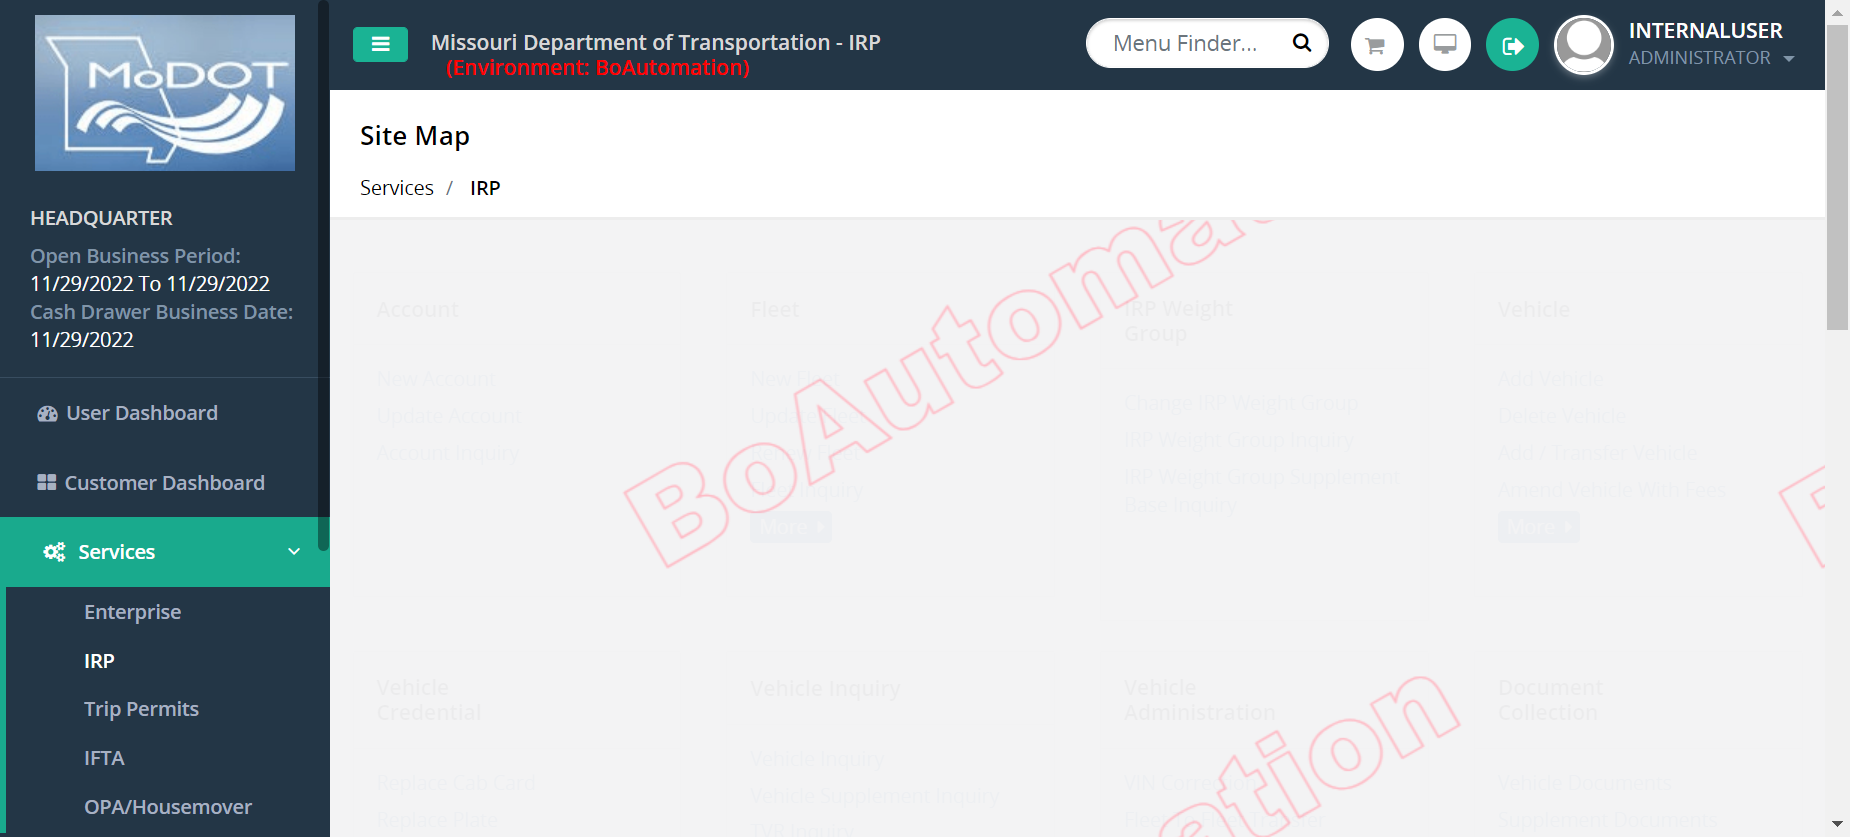 MoDOT
Missouri Department of Transportation - IRP
(Environment: BoAutomation)
Menu Finder...
INTERNALUSER
ADMINISTRATOR
Site Map
Services / IRP
HEADQUARTER
Open Business Period:
11/29/2022 To 11/29/2022
Cash Drawer Business Date:
11/29/2022
User Dashboard
Customer Dashboard
Services
Enterprise
IRP
Trip Permits
IFTA
OPA/Housemover
Account
New Account
Update Account
Account Inquiry
Fleet
New Fleet
Update Fleet
Inquiry
More
IRP Weight
Group
Change IRP Weight Group
IRP Weight Group Inquiry
IRP Weight Group Supplement
Base Inquiry
Vehicle
Add Vehicle
Delete Vehicle
Add / Transfer Vehicle
Amend Vehicle With Fees
More
Vehicle
Credential
Replace Cab Card
Replace Plate
Vehicle Inquiry
Vehicle Inquiry
Vehicle Supplement Inquiry
TVR Inquiry
Vehicle
Administration
VIN Correction
Document
Collection
Vehicle Documents
Supplement Documents
BoAutoma
ation